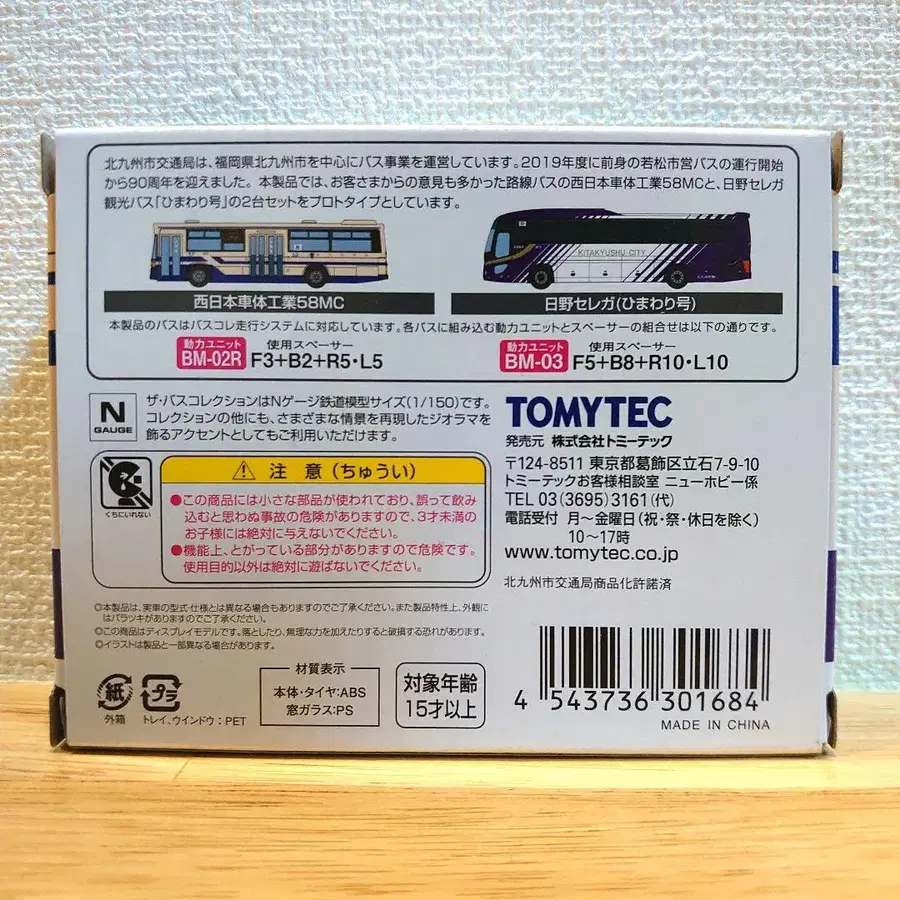 北九州市交通局は、福岡県北九州市を中心にバス事業を運営しています。2019年度に前身の若松市営バスの運行開始
から90周年を迎えました。本製品では、お客さまからの意見も多かった路線バスの西日本車体工業58MCと、日野セレガ
観光バス「ひまわり号」の2台セットをプロトタイプとしています。
KITAKYUSHU CITY
西日本車体工業58MC
日野セレガ(ひまわり号)
本製品のバスはバスコレ走行システムに対応しています。各バスに組み込む動力ユニットとスペーサーの組合せは以下の通りです。
動力ユニット 使用スペーサー
BM-02R F3+B2+R5・L5
動力ユニット 使用スペーサー
BM-03 F5+B8+R10・L10
N
GAUGE
ザ・バスコレクションはNゲージ鉄道模型サイズ(1/150)です。
コレクションの他にも、さまざまな情景を再現したジオラマを
飾るアクセントとしてもご利用いただけます。
くちにいれない
注意(ちゅうい)
●この商品には小さな部品が使われており、誤って飲み
込むと思わぬ事故の危険がありますので、3才未満の
お子様には絶対に与えないでください。
●機能上、とがっている部分がありますので危険です。
使用目的以外は絶対に遊ばないでください。
TOMYTEC
発売元 株式会社トミーテック
〒124-8511 東京都葛飾区立石7-9-10
トミーテックお客様相談室 ニューホビー係
TEL 03(3695)3161(代)
電話受付 月〜金曜日(祝・祭・休日を除く)
10〜17時
www.tomytec.co.jp
北九州市交通局商品化許諾済
◎本製品は、実車の型式・仕様とは異なる場合もありますのでご了承ください。また製品特性上、外観に
はバラツキがありますのでご了承ください。
◎この商品はディスプレイモデルです。落としたり、無理な力を加えたりすると破損する恐れがあります。
◎イラストは製品と一部異なる場合があります。
紙
外箱
プラ
トレイ、ウインドウ:PET
材質表示
本体・タイヤ:ABS
窓ガラス:PS
対象年齢
15才以上
4 543736 301684
MADE IN CHINA